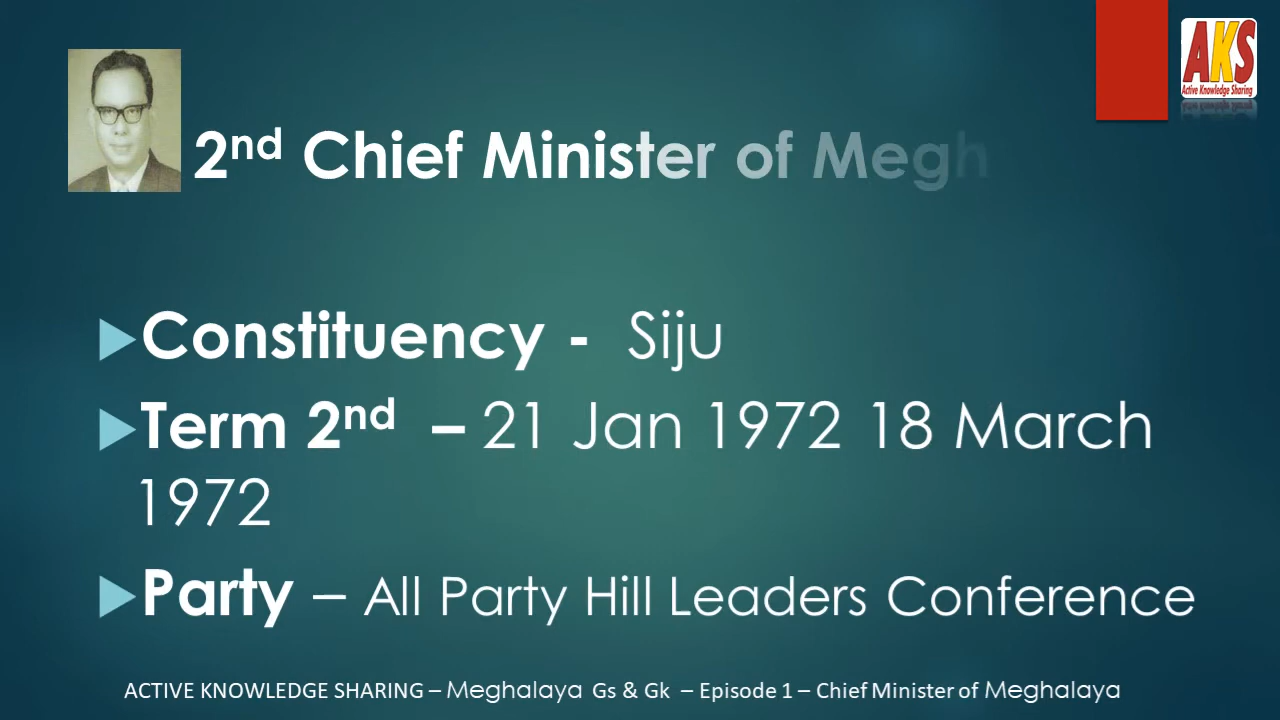 AKS
Active Knowledge Sharing
2nd Chief Minister of Megh
Constituency - Siju
Term 2nd – 21 Jan 1972 18 March
1972
Party – All Party Hill Leaders Conference
ACTIVE KNOWLEDGE SHARING – Meghalaya Gs & Gk – Episode 1 – Chief Minister of Meghalaya